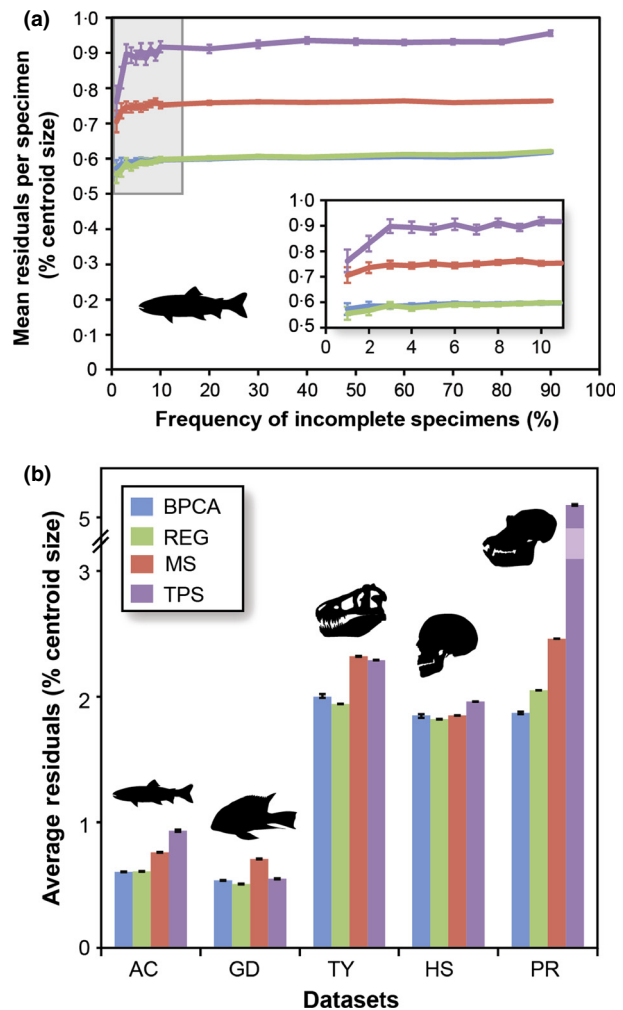 (a)
Mean residuals per specimen
(% centroid size)
1·0
0·9
0·8
0·7
0·6
0·5
0·4
0·3
0·2
0·1
0
0 10 20 30 40 50 60 70 80 90 100
Frequency of incomplete specimens (%)
1·0
0·9
0·8
0·7
0·6
0·5
0 2 4 6 8 10
(b)
Average residuals (% centroid size)
5
3
2
1
0
BPCA
REG
MS
TPS
AC GD TY HS PR
Datasets